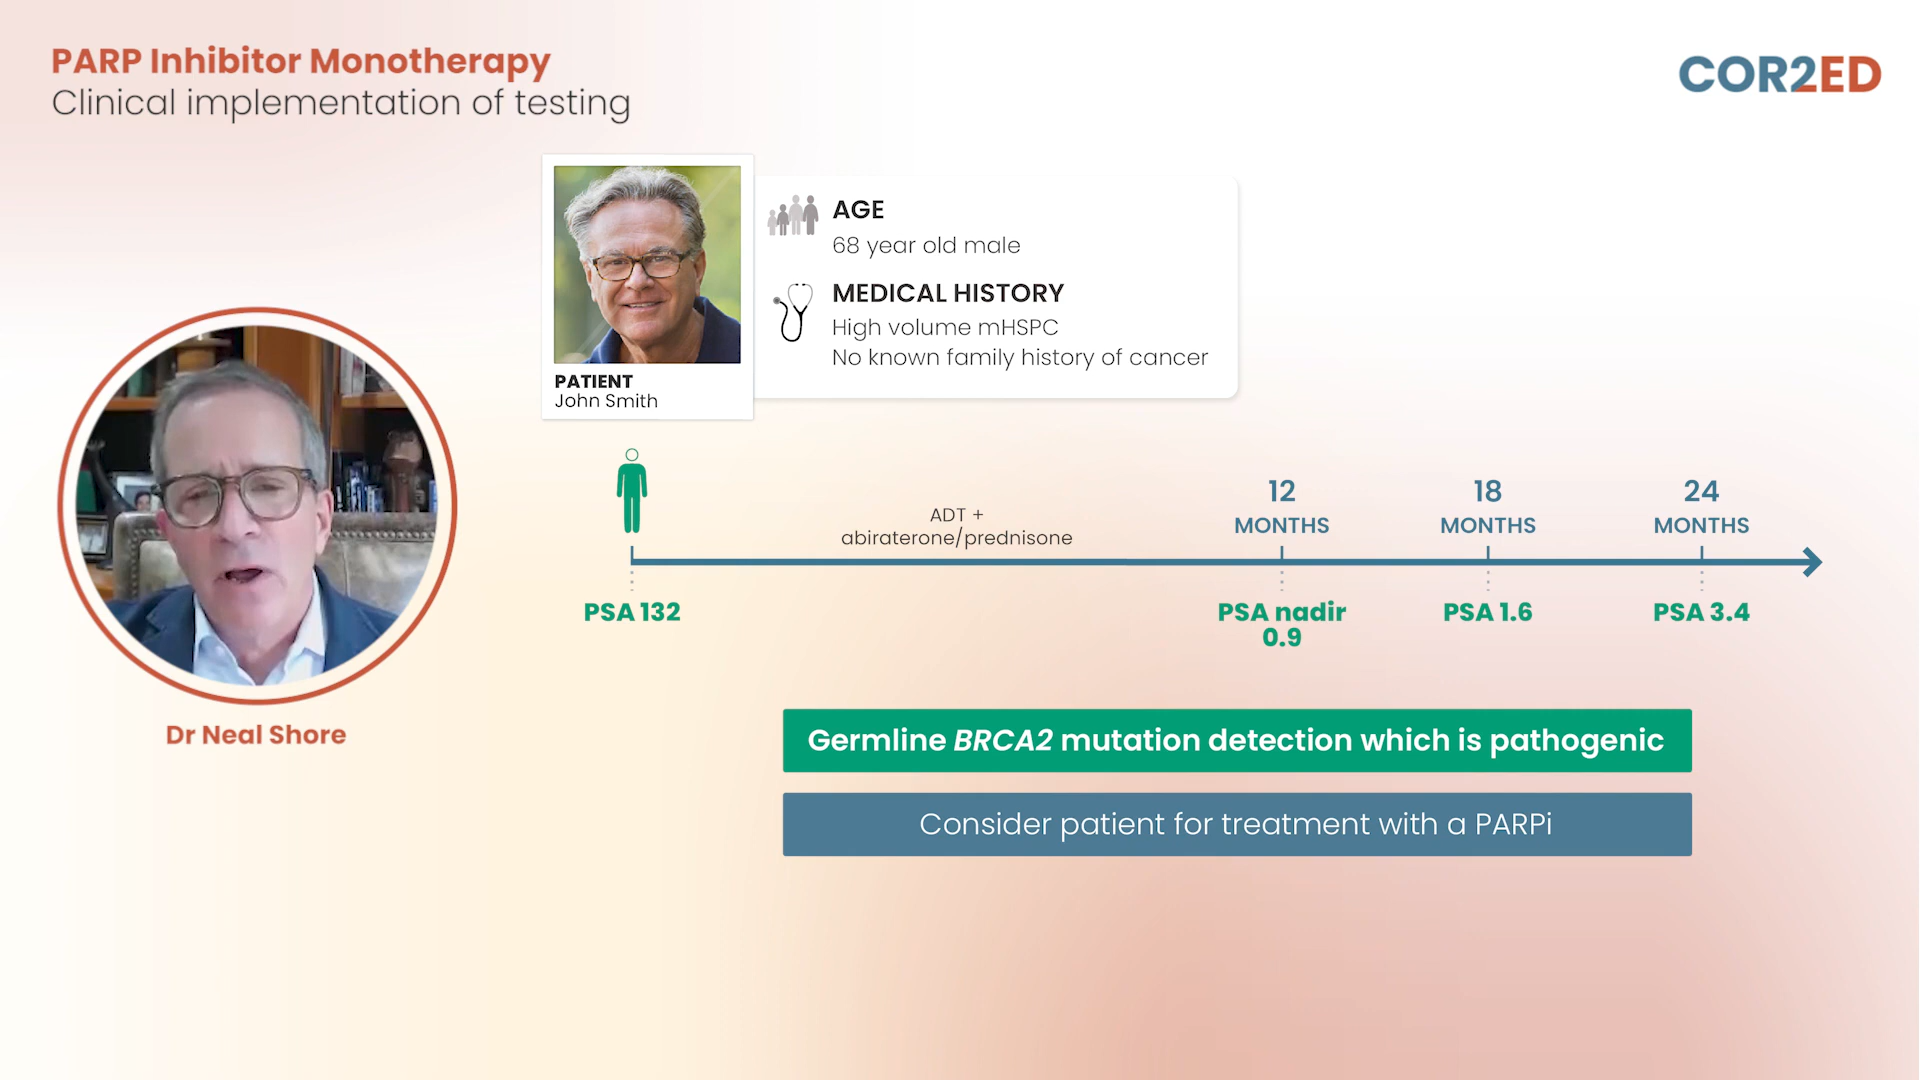 PARP Inhibitor Monotherapy
Clinical implementation of testing
COR2ED
AGE
68 year old male
MEDICAL HISTORY
High volume mHSPC
No known family history of cancer
PATIENT
John Smith
ADT +
abiraterone/prednisone
12
MONTHS
18
MONTHS
24
MONTHS
PSA 132
PSA nadir
0.9
PSA 1.6
PSA 3.4
Dr Neal Shore
Germline BRCA2 mutation detection which is pathogenic
Consider patient for treatment with a PARPi